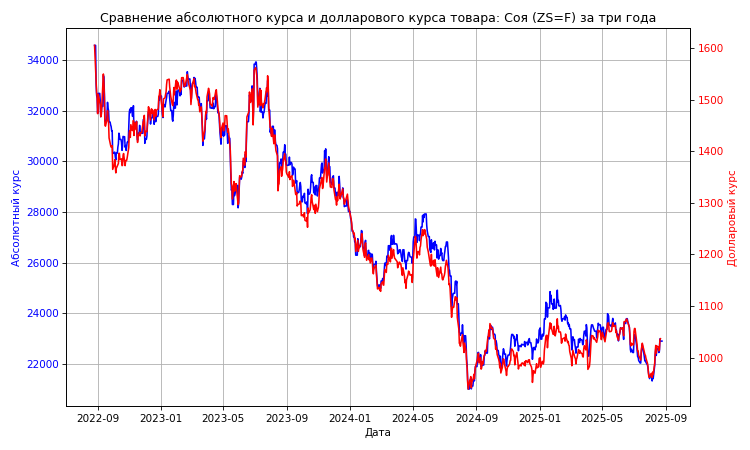 Сравнение абсолютного курса и долларового курса товара: Соя (ZS=F) за три года
Абсолютный курс
34000
32000
30000
28000
26000
24000
22000
1600
1500
1400
1300
1200
1100
1000
Долларовый курс
2022-09 2023-01 2023-05 2023-09 2024-01 2024-05 2024-09 2025-01 2025-05 2025-09
Дата